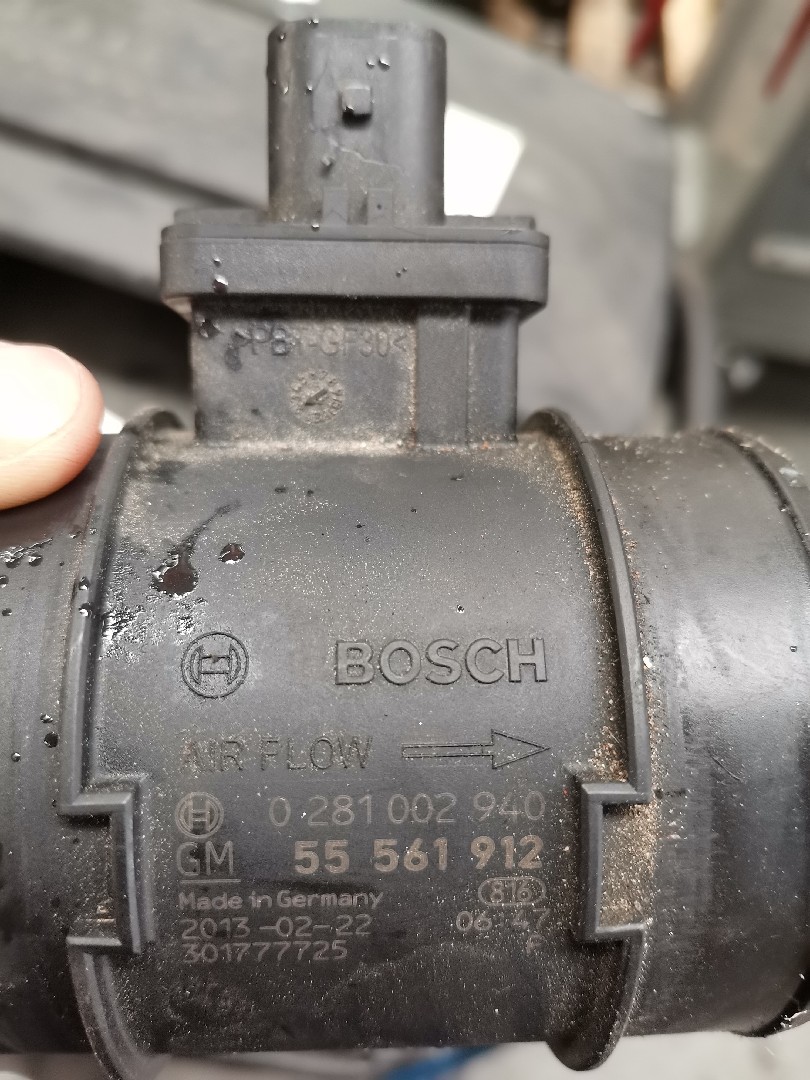 >PBT-GF30<
BOSCH
AIR FLOW
0 281 002 940
GM 55 561 912
Made in Germany 816
2013-02-22 06:47
301777725 P